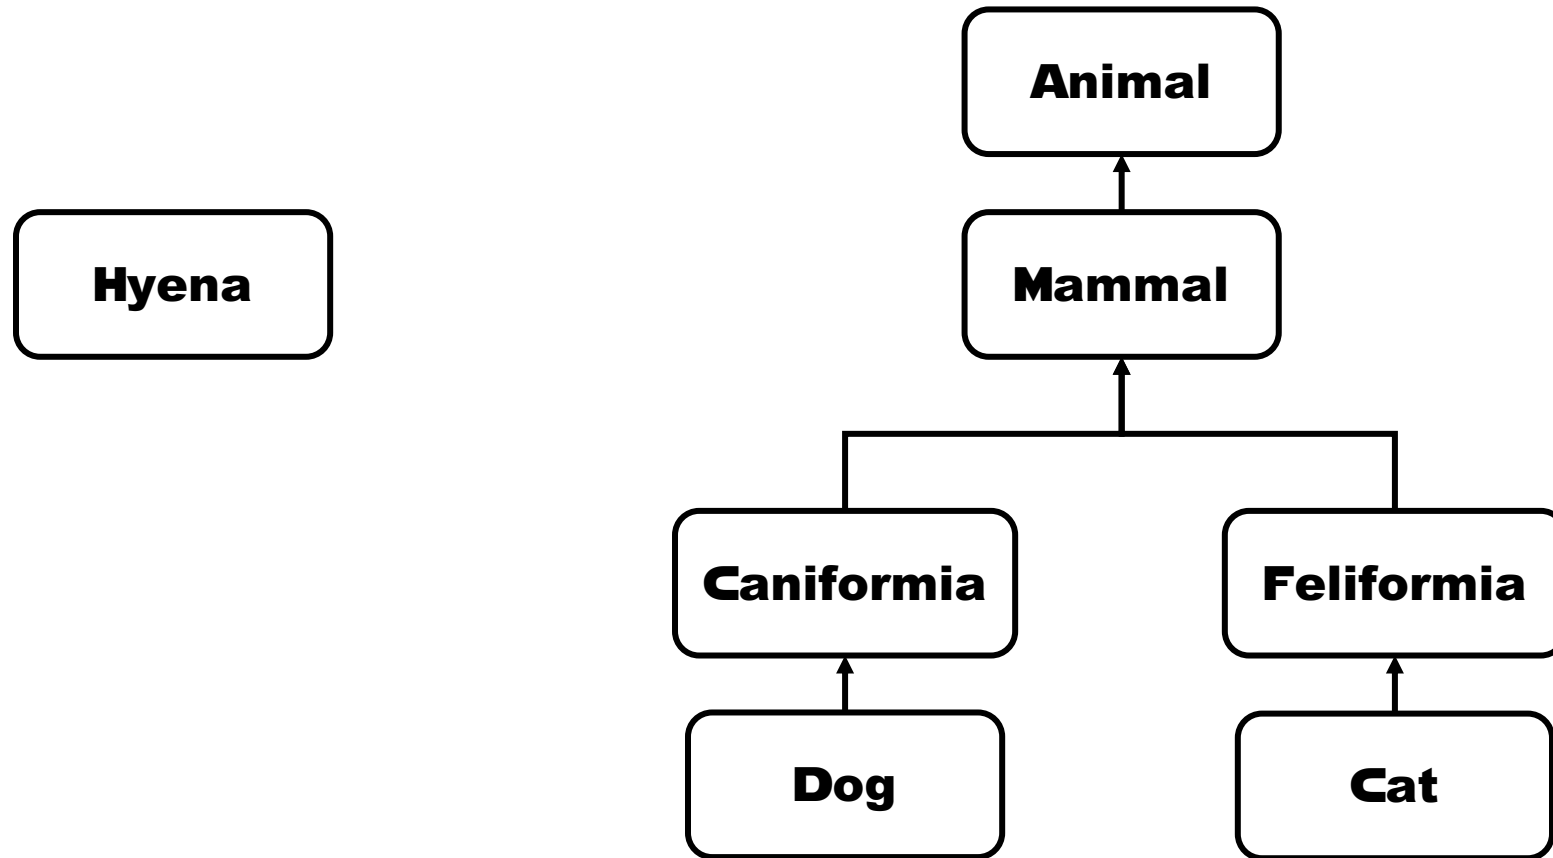 Animal
Hyena
Mammal
Caniformia
Feliformia
Dog
Cat